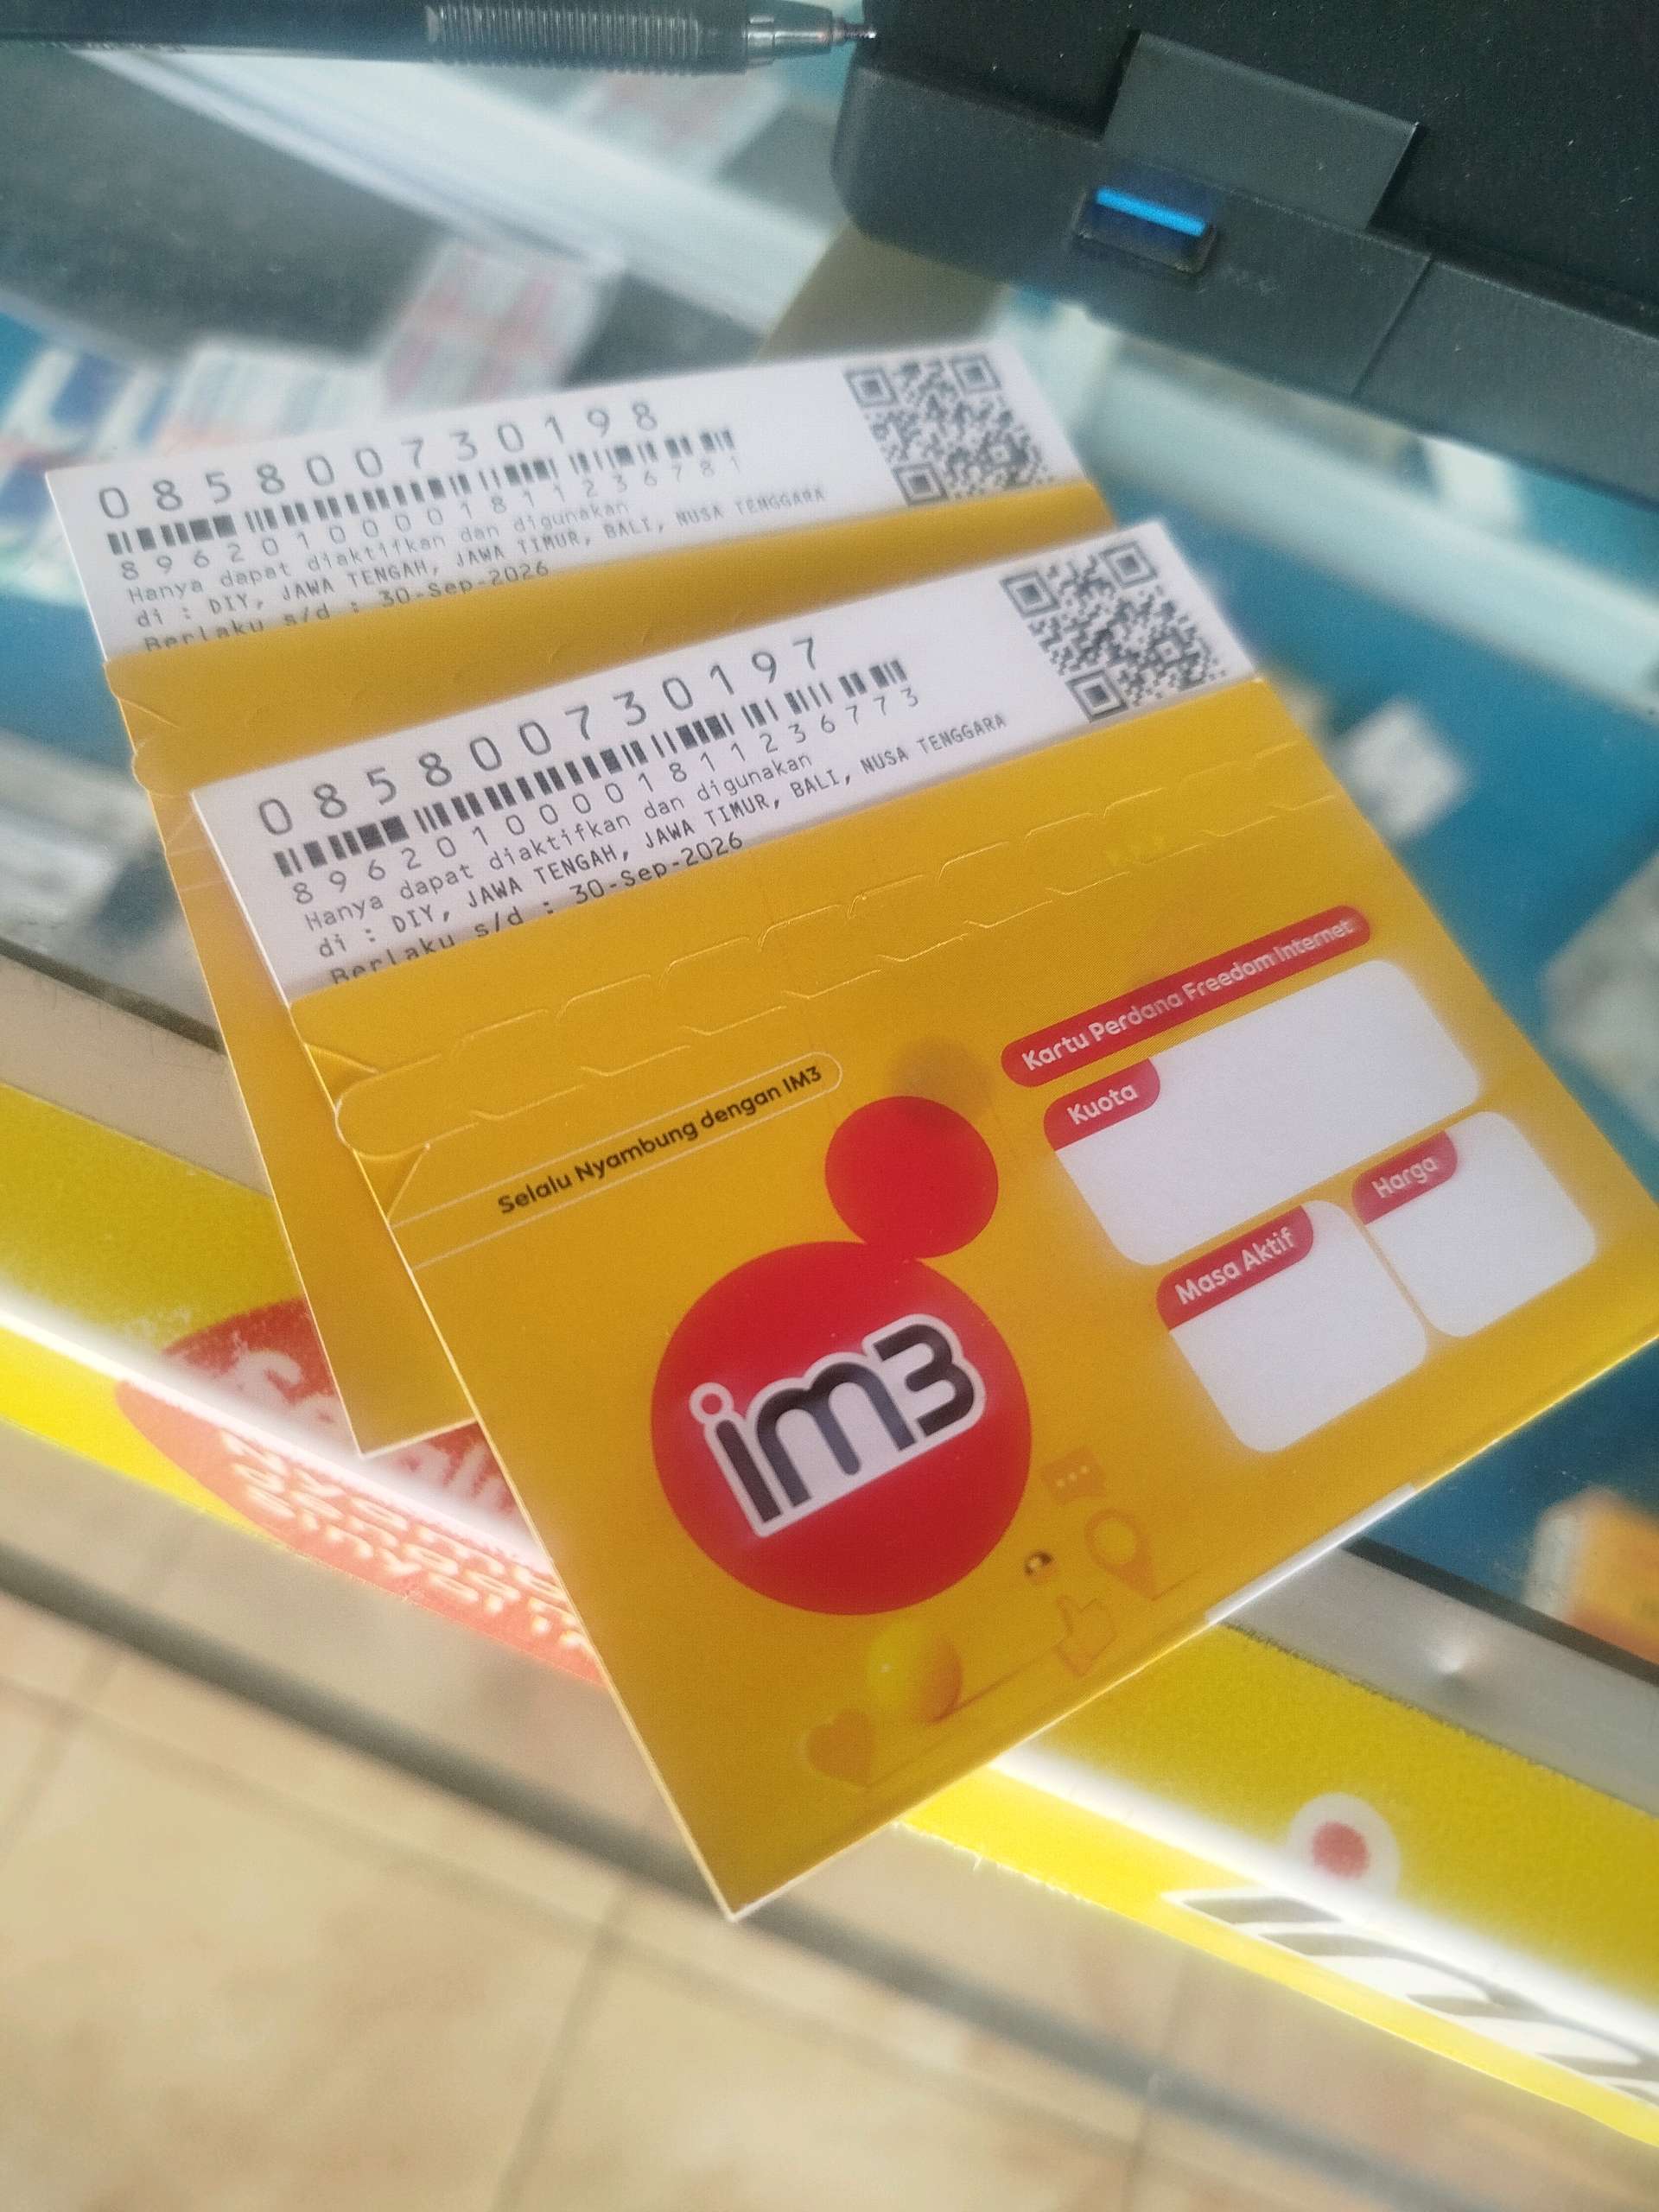 085800730198
8962010000181123678 1
Hanya dapat diaktifkan dan digunakan
di : DIY, JAWA TENGAH, JAWA TIMUR, BALI, NUSA TENGGARA
Berlaku s/d : 30-Sep-2026
085800730197
8962010000181123677 3
Hanya dapat diaktifkan dan digunakan
di : DIY, JAWA TENGAH, JAWA TIMUR, BALI, NUSA TENGGARA
Berlaku s/d : 30-Sep-2026
Selalu Nyambung dengan IM3
Kartu Perdana Freedom Internet
Kuota
Masa Aktif
Harga
im3